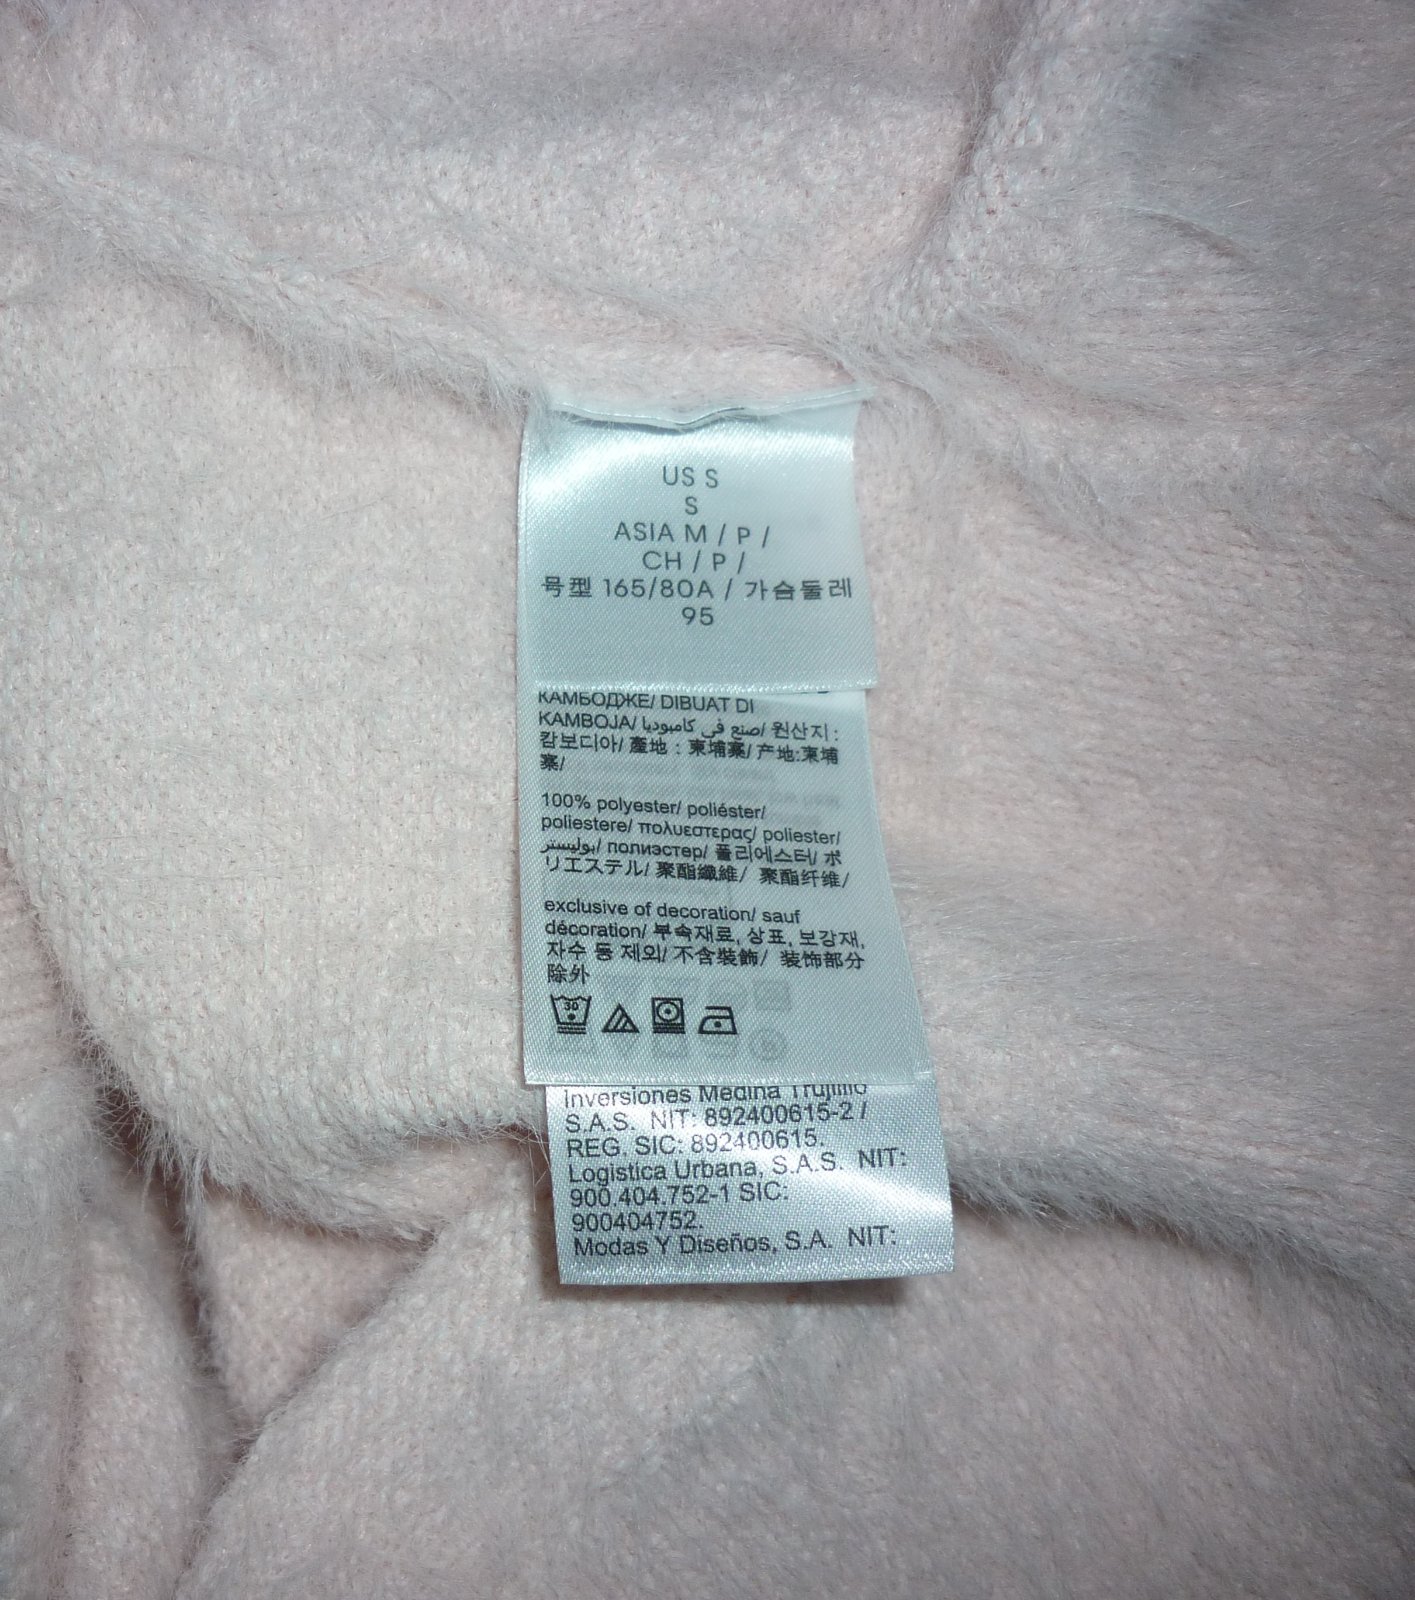 US S
S
ASIA M / P /
CH / P /
号型 165/80A / 가슴둘레
95
КАМБОДЖЕ/ DIBUAT DI
KAMBOJA/ صنع في كامبوديا/ 원산지 :
캄보디아/ 產地 : 柬埔寨/ 产地:柬埔
寨/
100% polyester/ poliéster/
poliestere/ πολυεστερας/ poliester/
بوليستر/ полиэстер/ 폴리에스터/ ポ
リエステル/ 聚酯纖維/ 聚酯纤维/
exclusive of decoration/ sauf
décoration/ 부속재료, 상표, 보강재,
자수 등 제외/ 不含裝飾/ 装饰部分
除外
30
Inversiones Medina Trujillo
S.A.S. NIT: 892400615-2 /
REG. SIC: 892400615.
Logistica Urbana, S.A.S. NIT:
900.404.752-1 SIC:
900404752.
Modas Y Diseños, S.A. NIT: